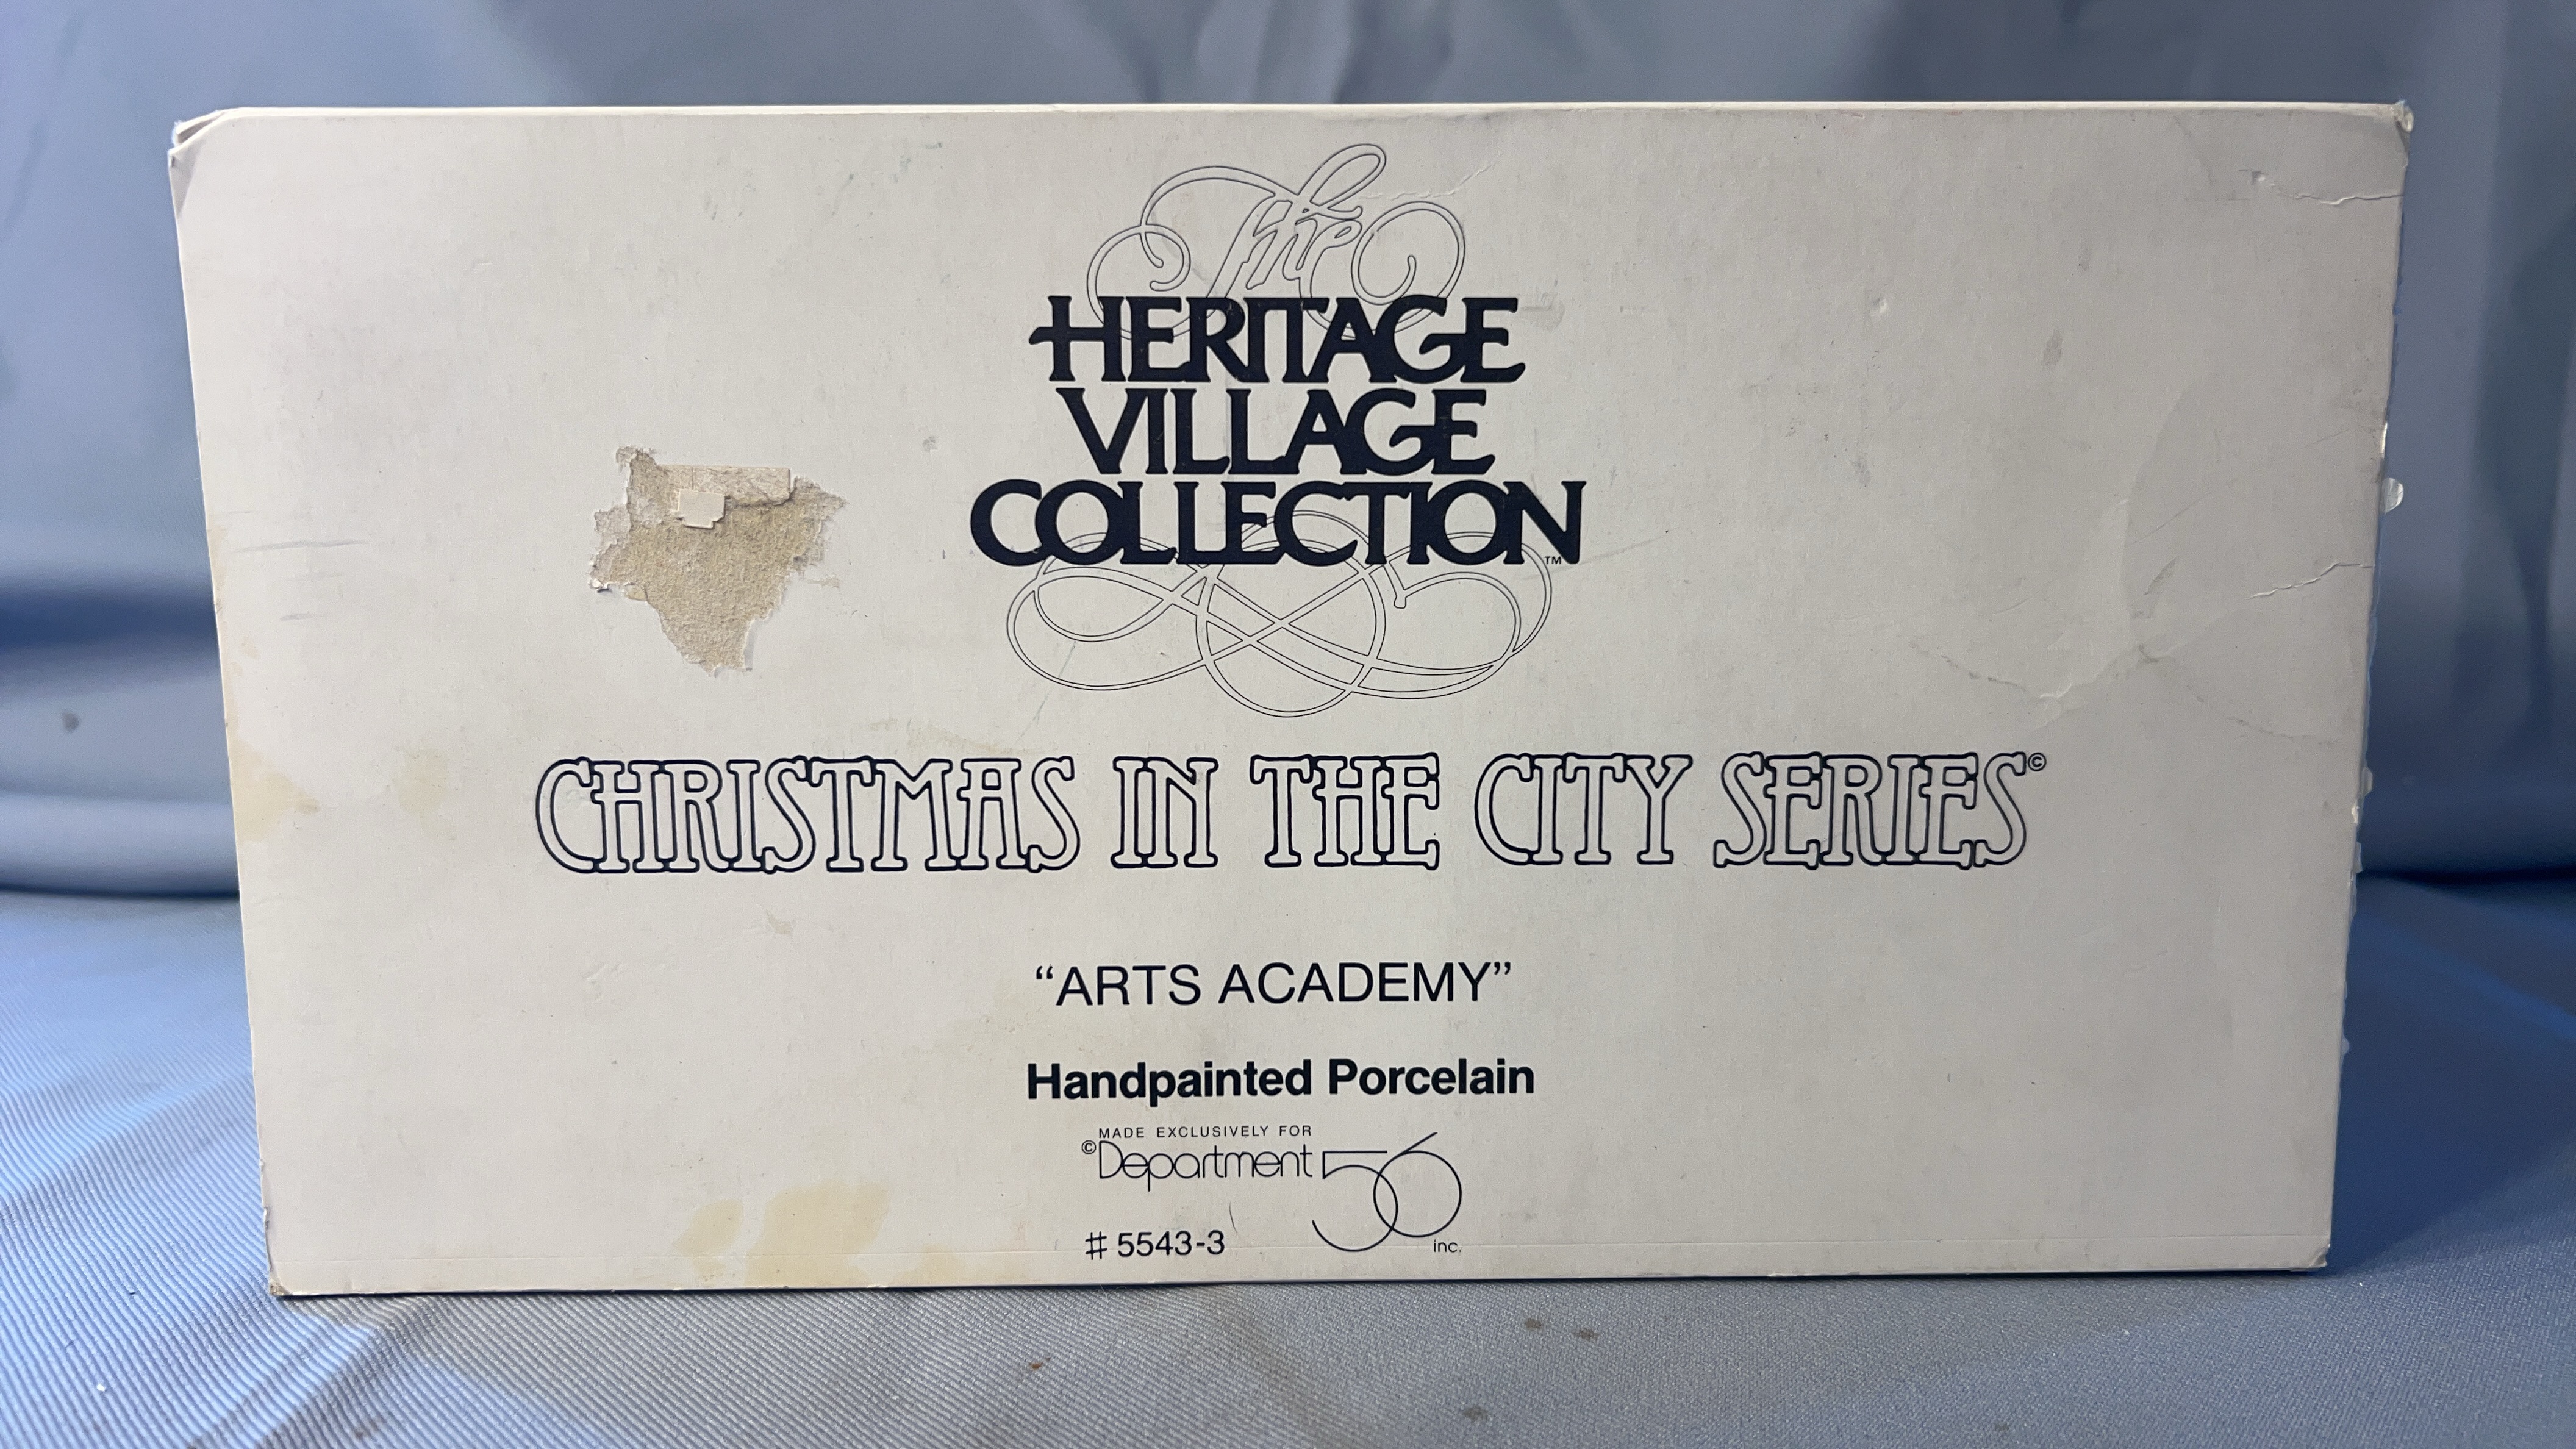 The
HERITAGE
VILLAGE
COLLECTION™
CHRISTMAS IN THE CITY SERIES©
“ARTS ACADEMY”
Handpainted Porcelain
MADE EXCLUSIVELY FOR
©Department 56 inc.
# 5543-3